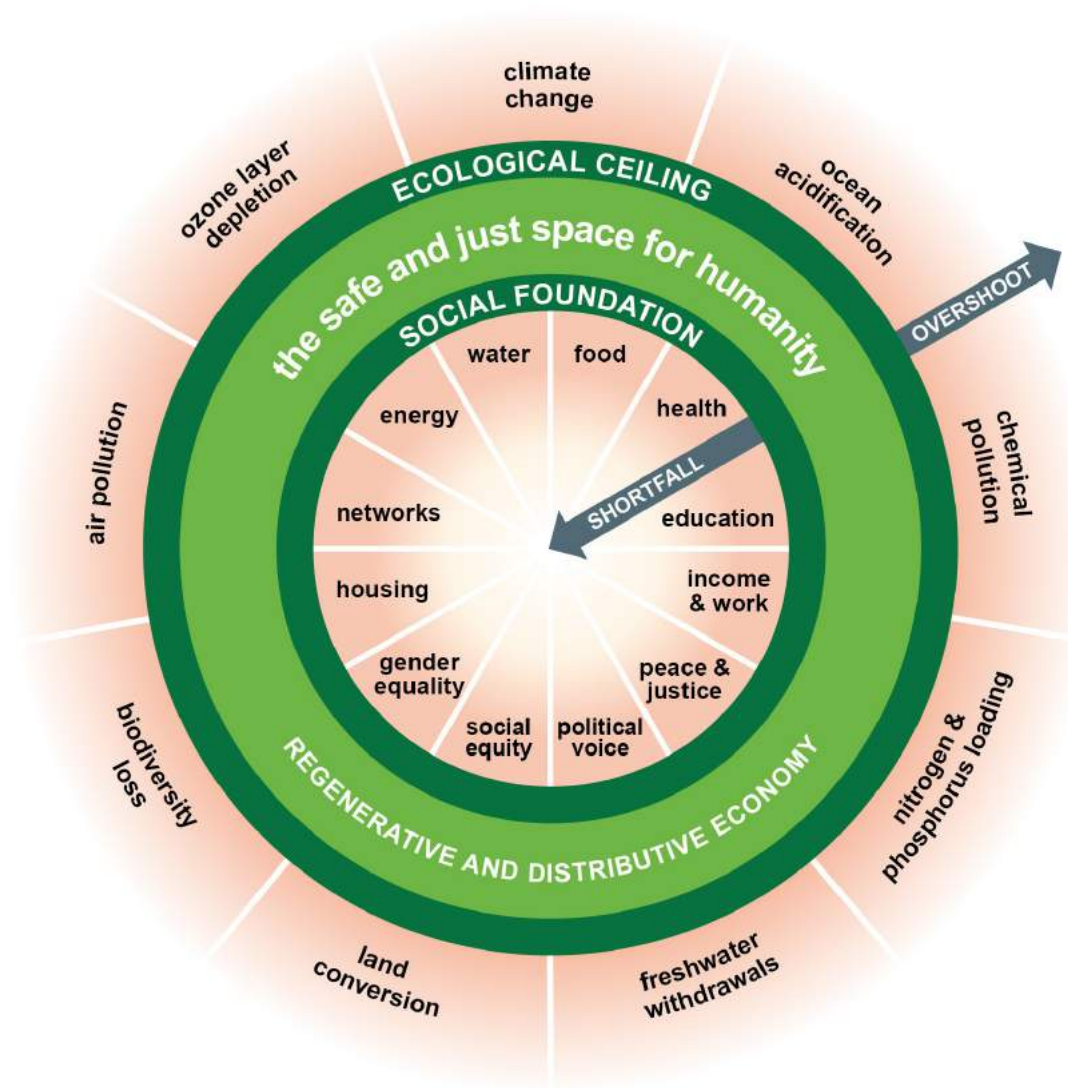 climate
change
ocean
acidification
OVERSHOOT
chemical
pollution
nitrogen &
phosphorus loading
freshwater
withdrawals
land
conversion
biodiversity
loss
air pollution
ozone layer
depletion
ECOLOGICAL CEILING
the safe and just space for humanity
SOCIAL FOUNDATION
water
food
health
SHORTFALL
education
income
& work
peace &
justice
political
voice
social
equity
gender
equality
housing
networks
energy
REGENERATIVE AND DISTRIBUTIVE ECONOMY